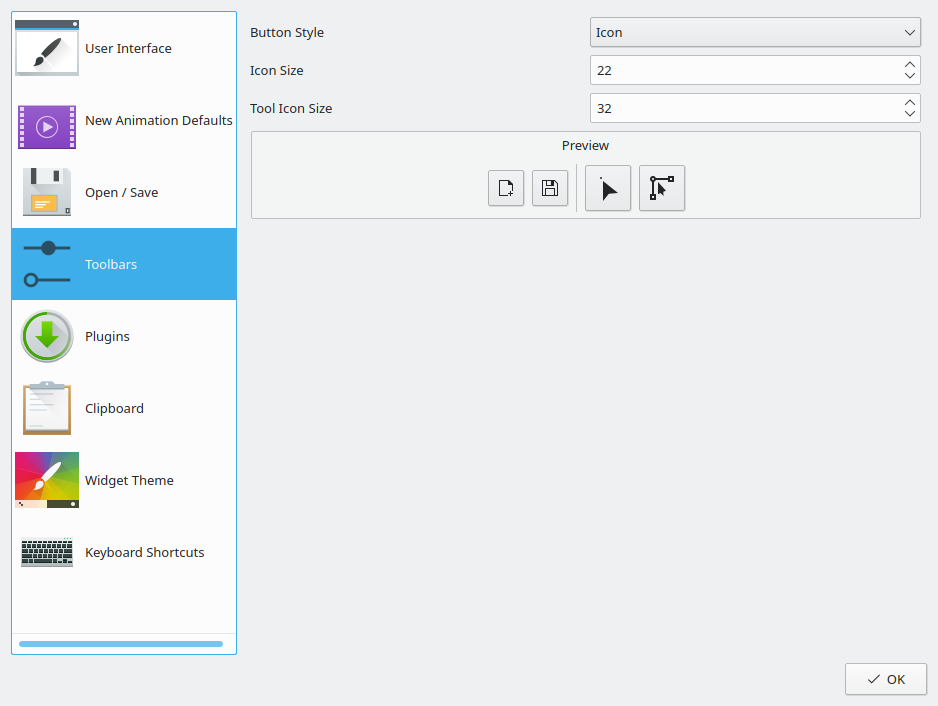 User Interface
New Animation Defaults
Open / Save
Toolbars
Plugins
Clipboard
Widget Theme
Keyboard Shortcuts
Button Style
Icon
Icon Size
22
Tool Icon Size
32
Preview
OK